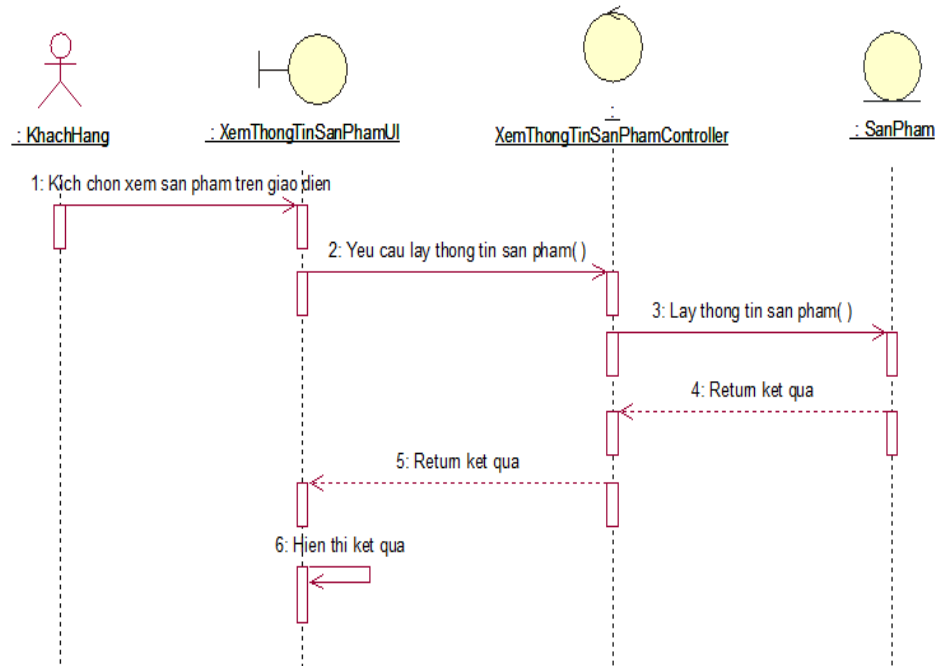 : KhachHang
: XemThongTinSanPhamUI
:
XemThongTinSanPhamController
: SanPham
1: Kich chon xem san pham tren giao dien
2: Yeu cau lay thong tin san pham( )
3: Lay thong tin san pham( )
4: Return ket qua
5: Return ket qua
6: Hien thi ket qua